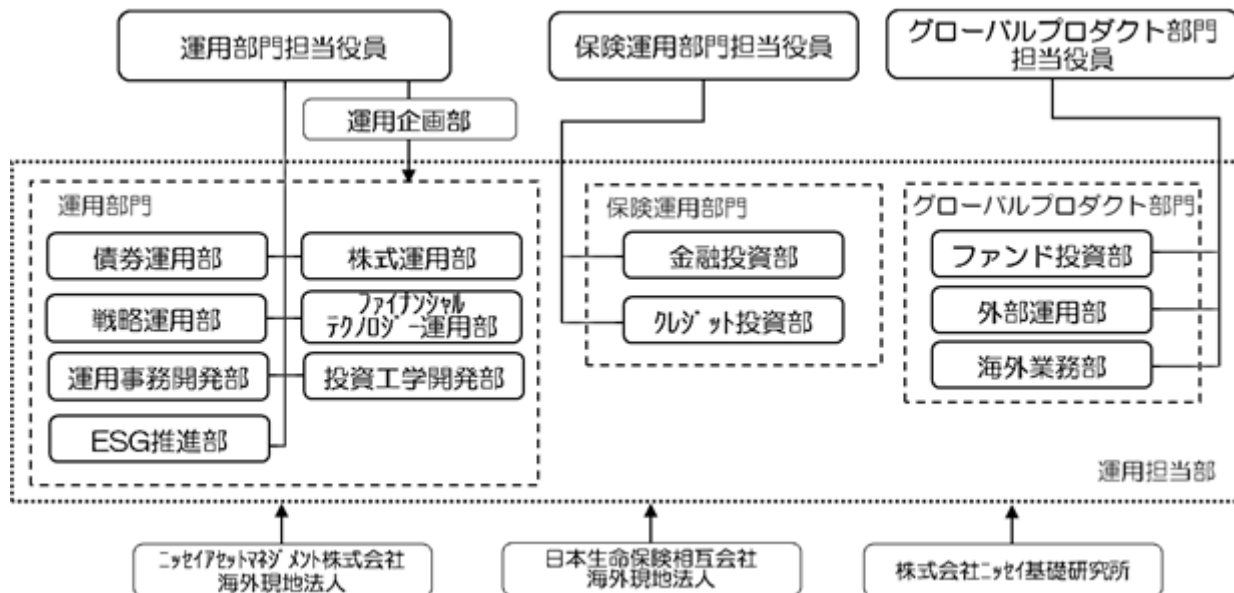 運用部門担当役員
保険運用部門担当役員
グローバルプロダクト部門
担当役員
運用企画部
運用部門
債券運用部
株式運用部
戦略運用部
ファイナンシャル
テクノロジー運用部
運用事務開発部
投資工学開発部
ESG推進部
保険運用部門
金融投資部
クレジット投資部
グローバルプロダクト部門
ファンド投資部
外部運用部
海外業務部
運用担当部
ニッセイアセットマネジメント株式会社
海外現地法人
日本生命保険相互会社
海外現地法人
株式会社ニッセイ基礎研究所